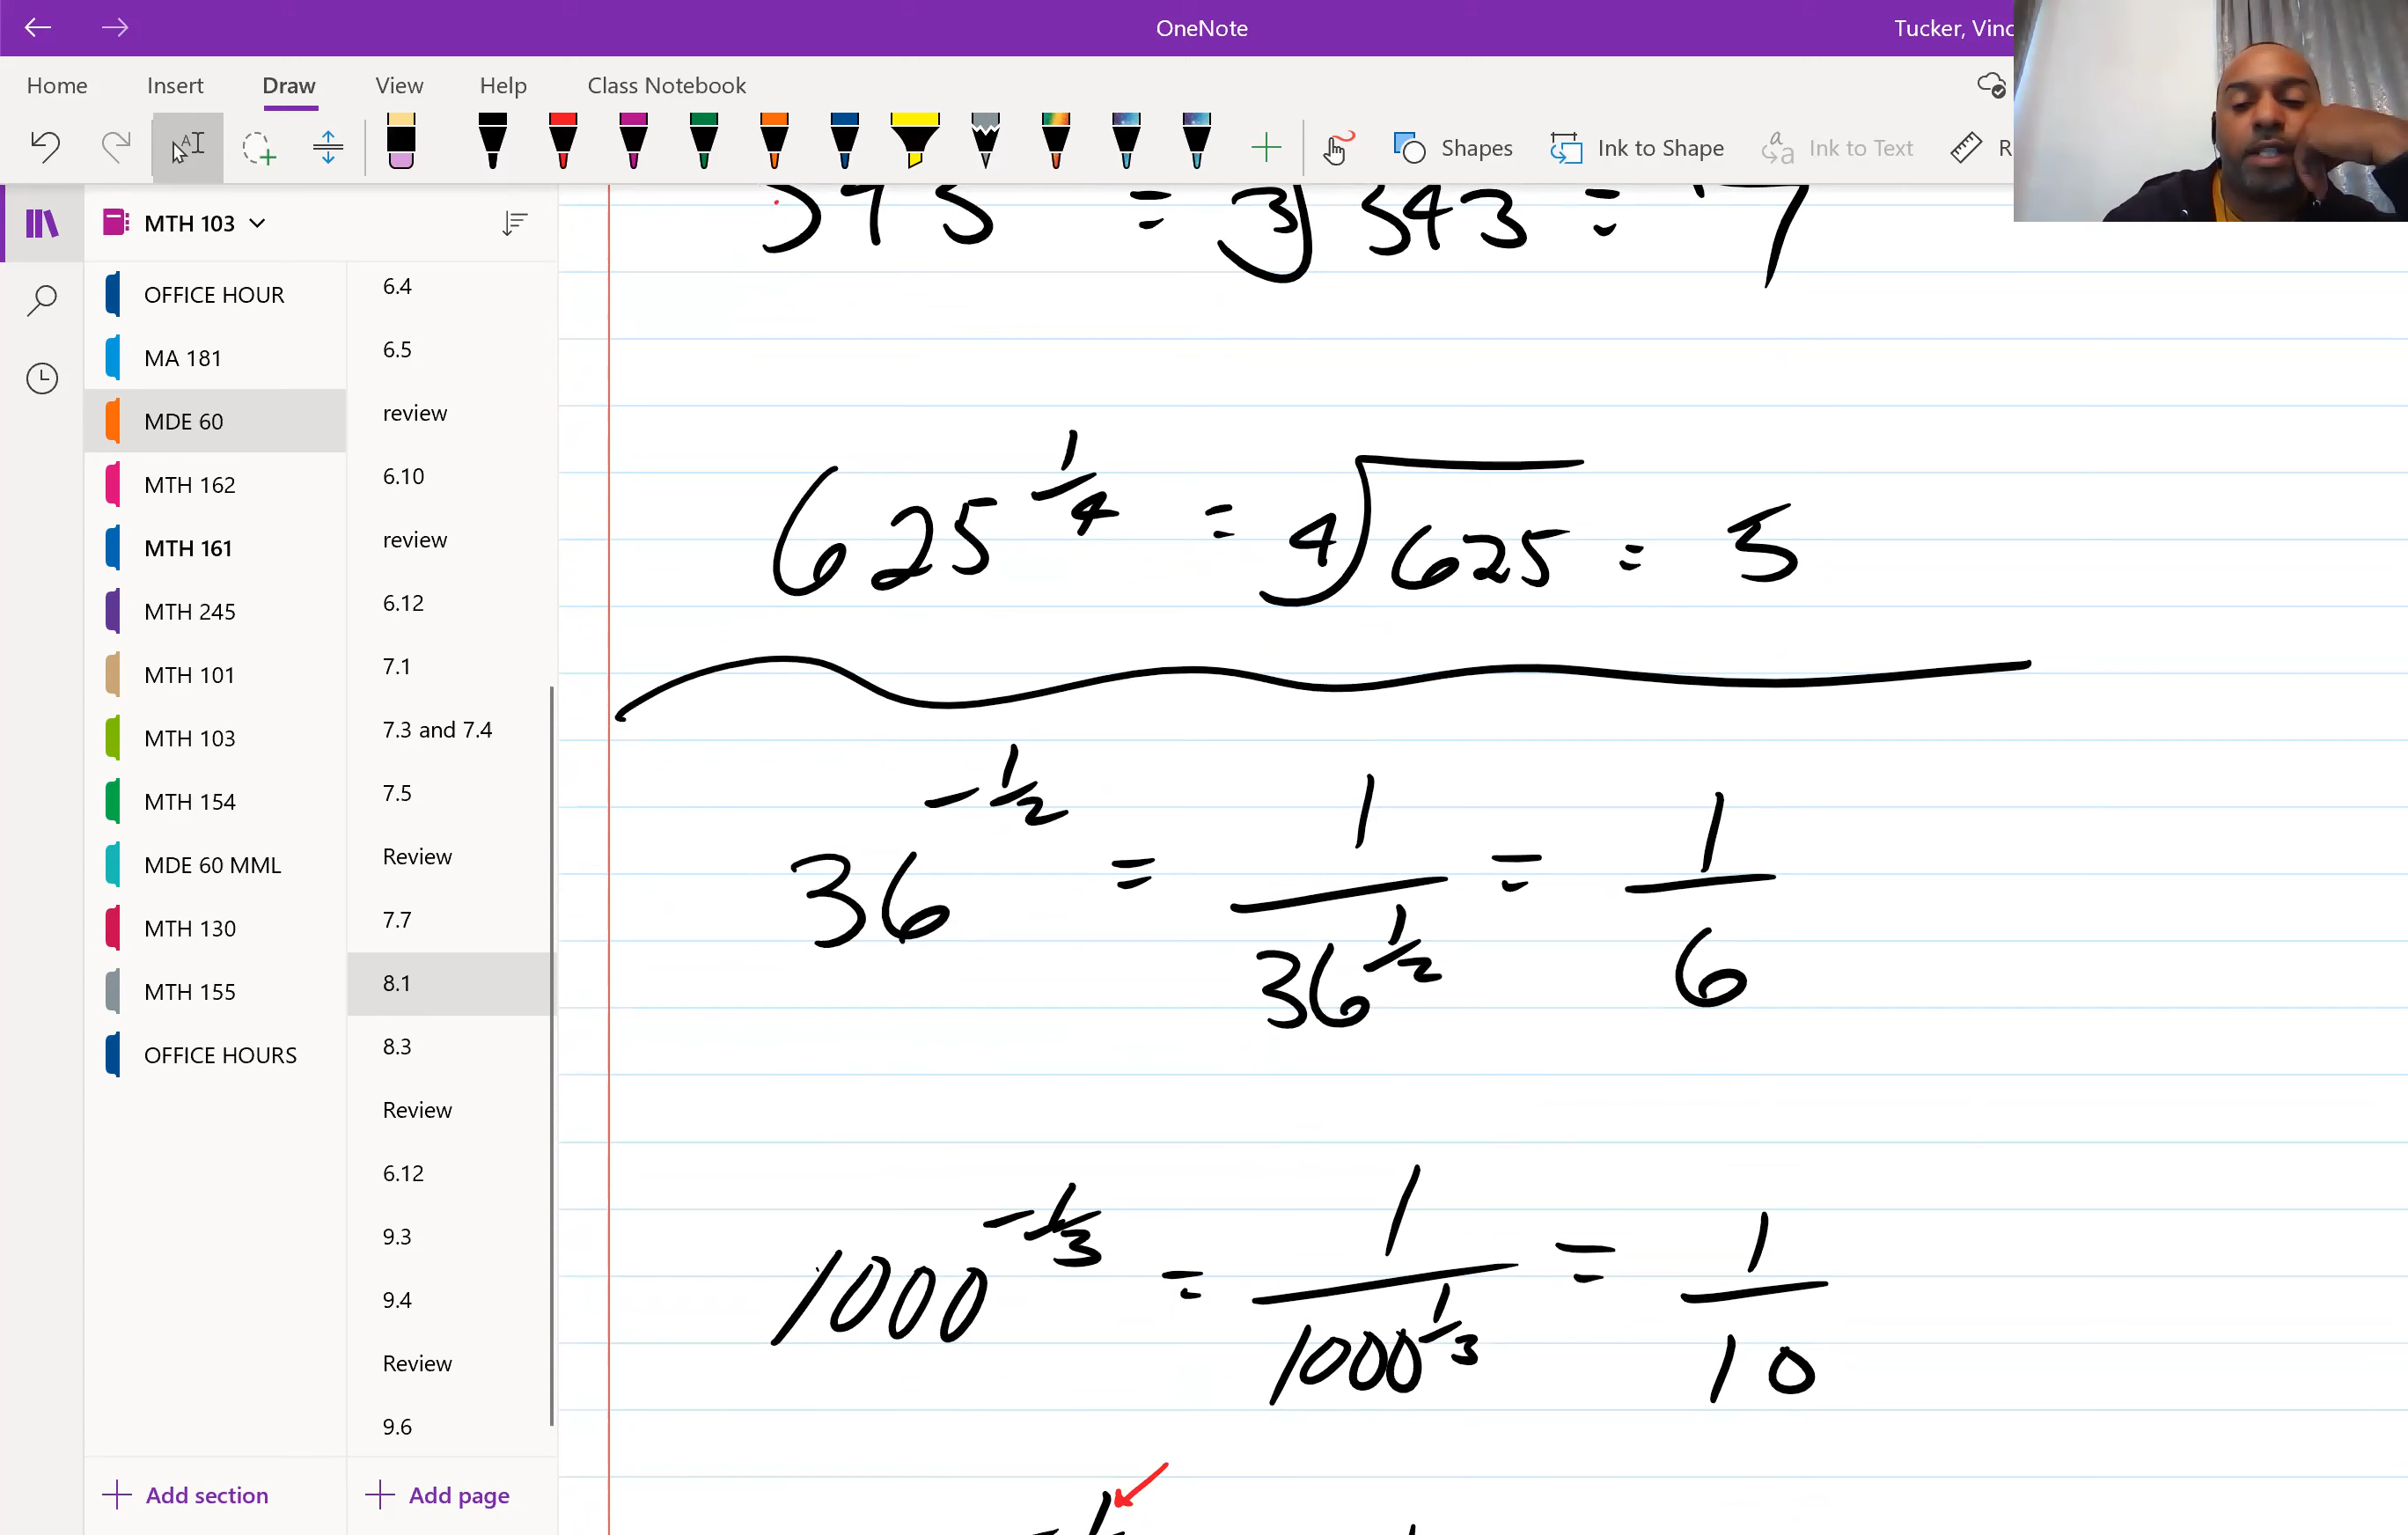 OneNote
Tucker, Vinc
Home Insert Draw View Help Class Notebook
Shapes Ink to Shape Ink to Text R
MTH 103
OFFICE HOUR
MA 181
MDE 60
MTH 162
MTH 161
MTH 245
MTH 101
MTH 103
MTH 154
MDE 60 MML
MTH 130
MTH 155
OFFICE HOURS
Add section
6.4
6.5
review
6.10
review
6.12
7.1
7.3 and 7.4
7.5
Review
7.7
8.1
8.3
Review
6.12
9.3
9.4
Review
9.6
Add page
343 = ∛343 = 7
625^(1/4) = ∜625 = 5
36^(-1/2) = 1/36^(1/2) = 1/6
1000^(-1/3) = 1/1000^(1/3) = 1/10